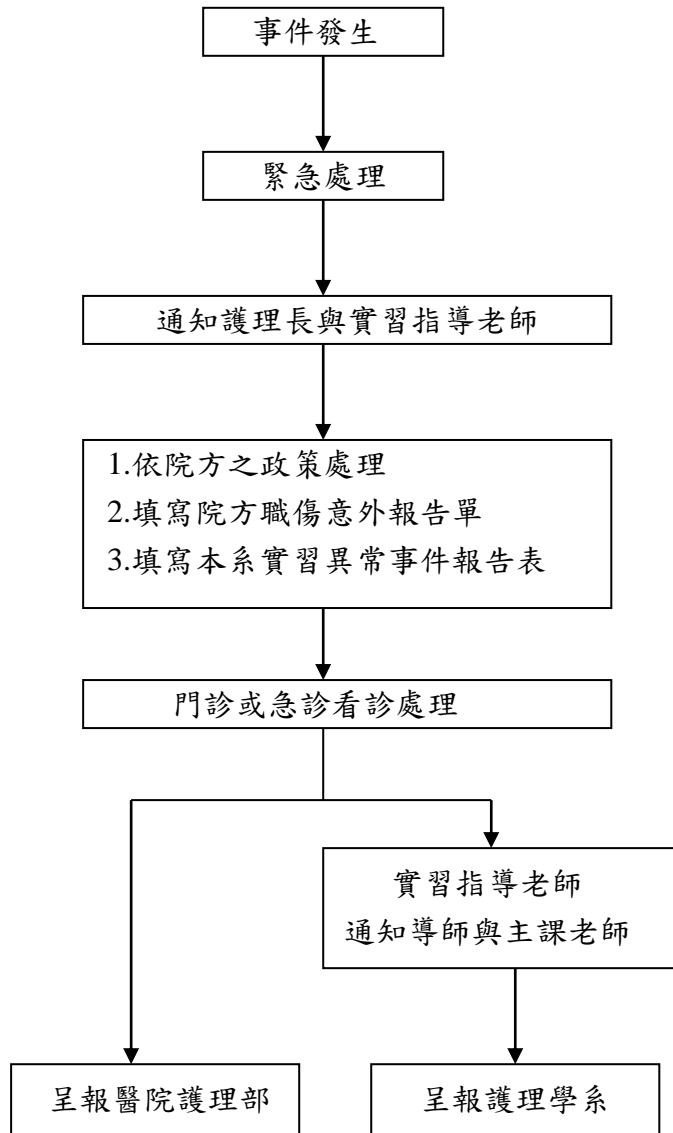 事件發生
緊急處理
通知護理長與實習指導老師
1.依院方之政策處理
2.填寫院方職傷意外報告單
3.填寫本系實習異常事件報告表
門診或急診看診處理
實習指導老師
通知導師與主課老師
呈報醫院護理部
呈報護理學系